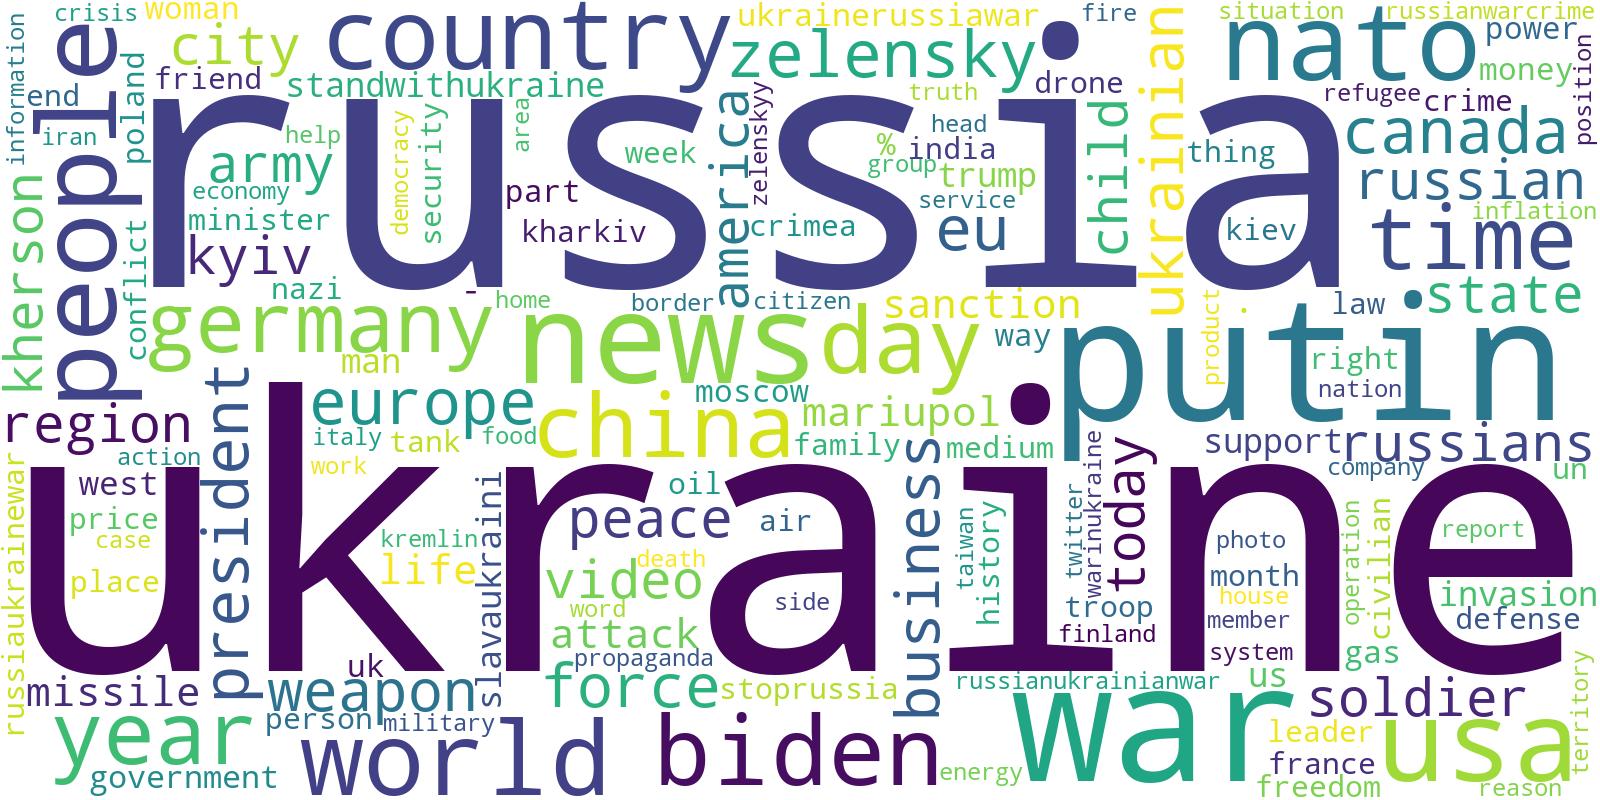 crisis
woman
country
ukrainerussiawar
fire
situation
russianwarcrime
information
people
city
zelensky
nato
power
end
friend
standwithukraine
drone
money
position
iran
poland
russia
truth
ukrainian
refugee
crime
help
democracy
security
area
america
zelenskyy
%
head
child
canada
kherson
army
week
group
india
thing
economy
part
trump
russian
minister
service
conflict
kyiv
kharkiv
crimea
eu
kiev
time
inflation
nazi
-
home
border
citizen
sanction
product
.
law
state
germany
news
day
way
putin
man
right
nation
president
europe
china
moscow
mariupol
region
italy
tank
food
family
business
medium
support
russians
action
work
ukraine
west
slavaukraini
oil
warinukraine
today
company
un
russiaukrainewar
price
peace
air
taiwan
history
twitter
operation
civilian
report
case
kremlin
photo
place
life
video
death
month
house
invasion
word
side
troop
member
defense
attack
finland
uk
propaganda
system
gas
missile
weapon
force
stoprussia
russianukrainianwar
us
soldier
territory
year
person
military
world
biden
war
leader
usa
government
energy
france
freedom
reason